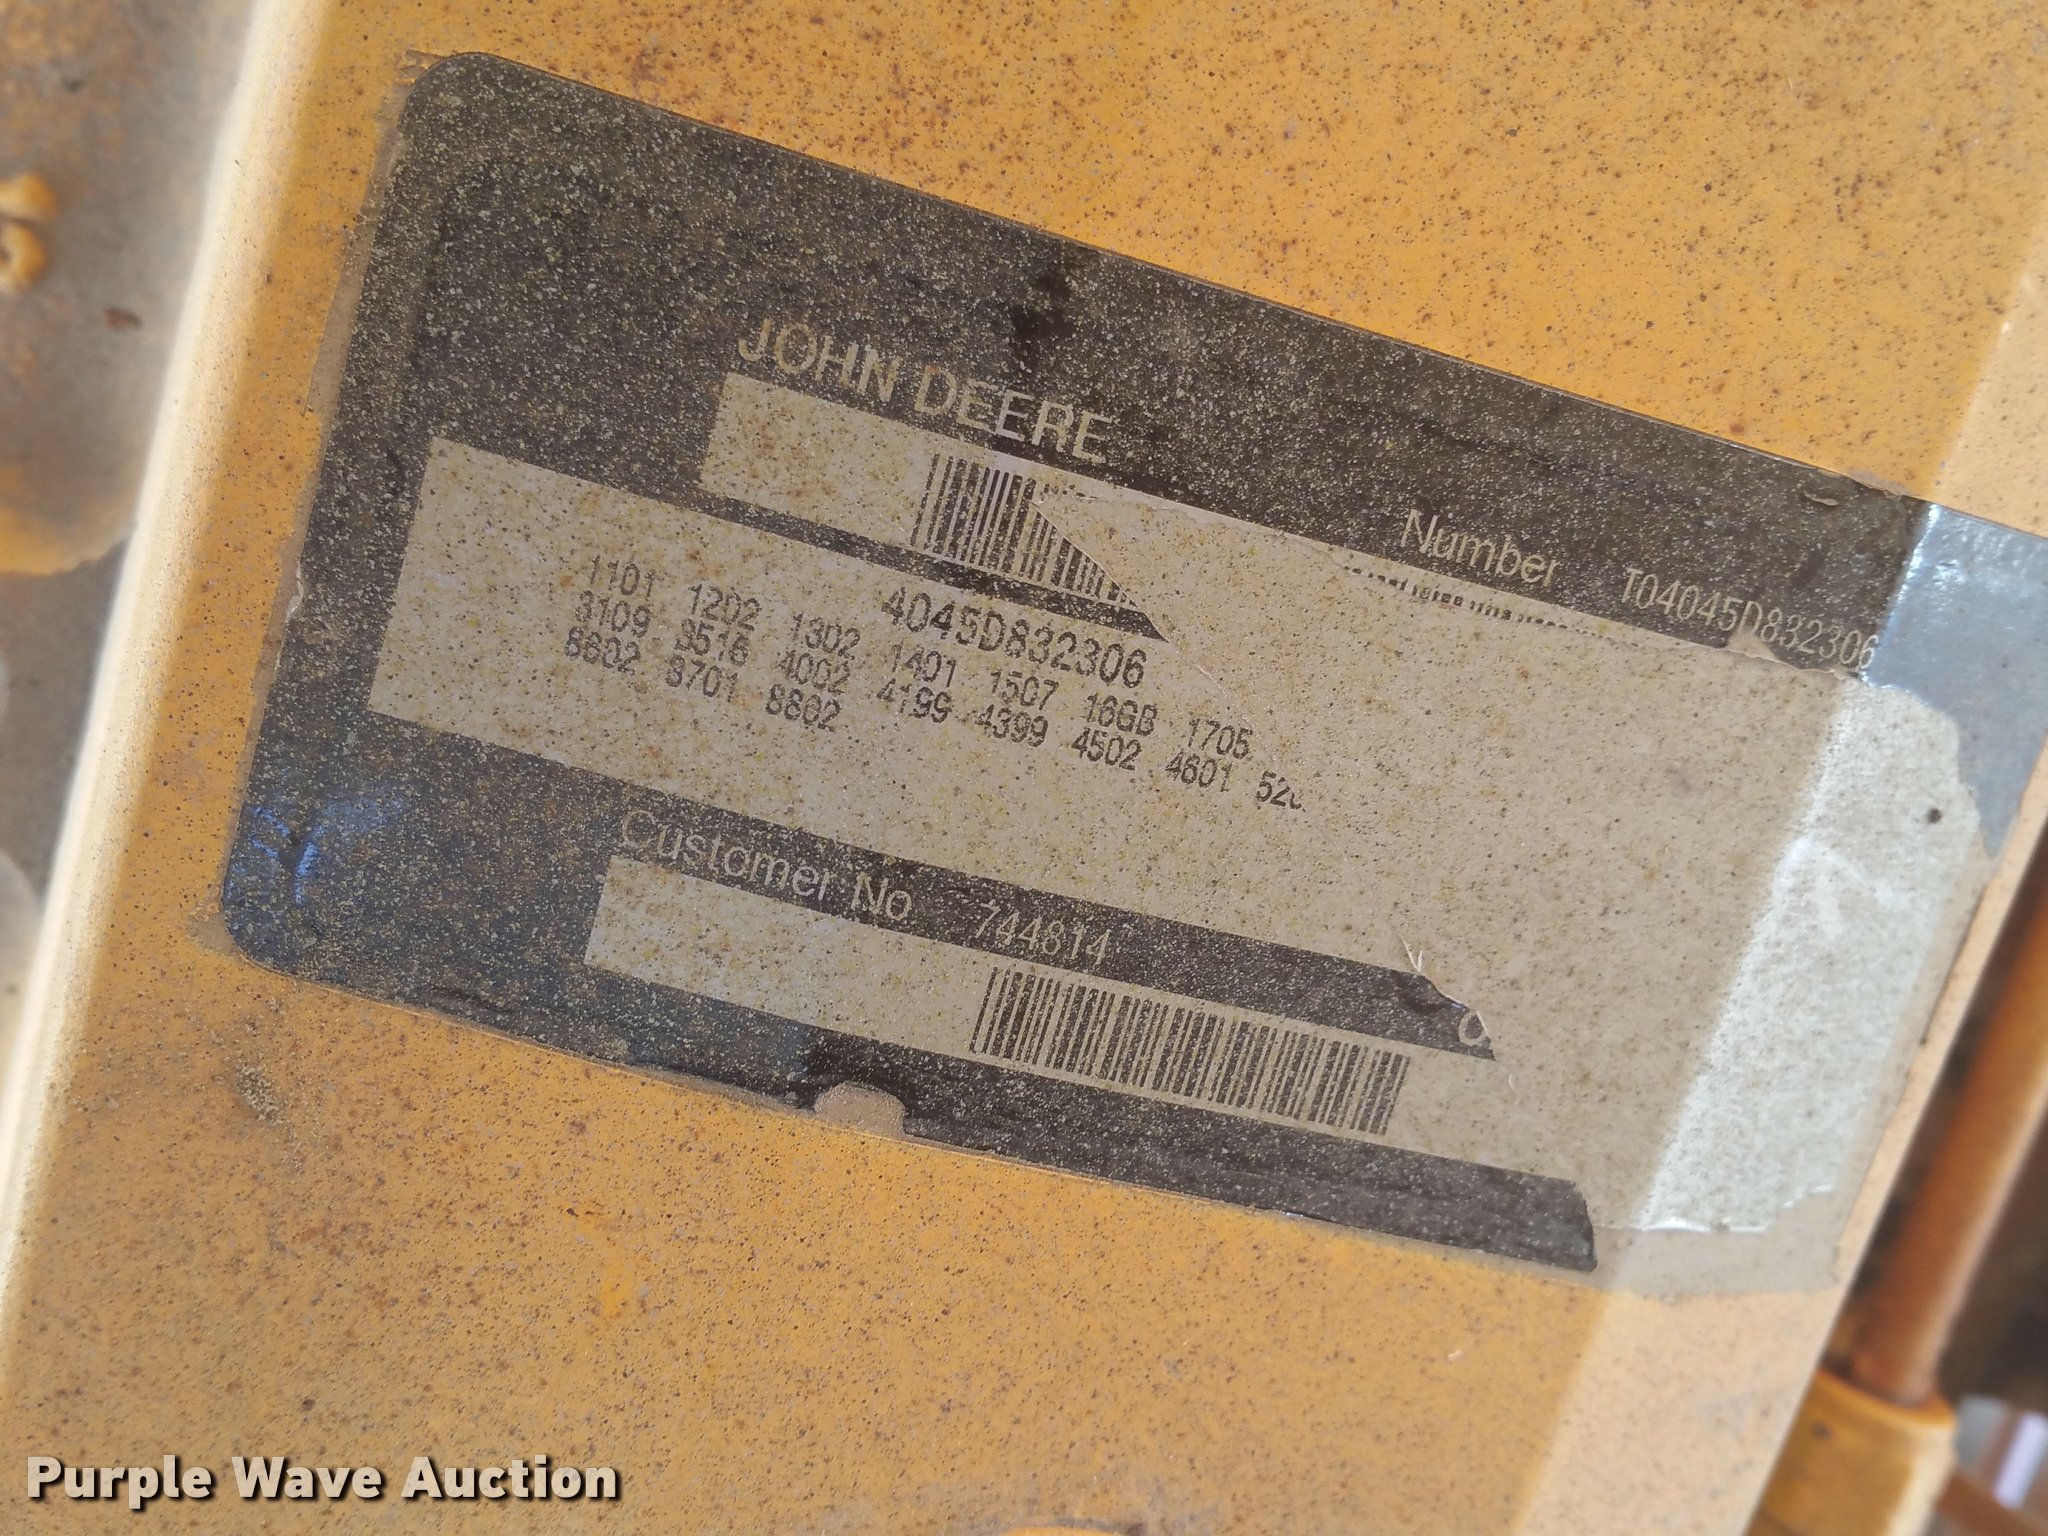 JOHN DEERE
Number T04045D832306
4045D832306
1101 1202 1302 1401 1507 16GB 1705
3109 3516 4002 4199 4399 4502 4601
8602 8701 8802
Customer No 744814
Purple Wave Auction